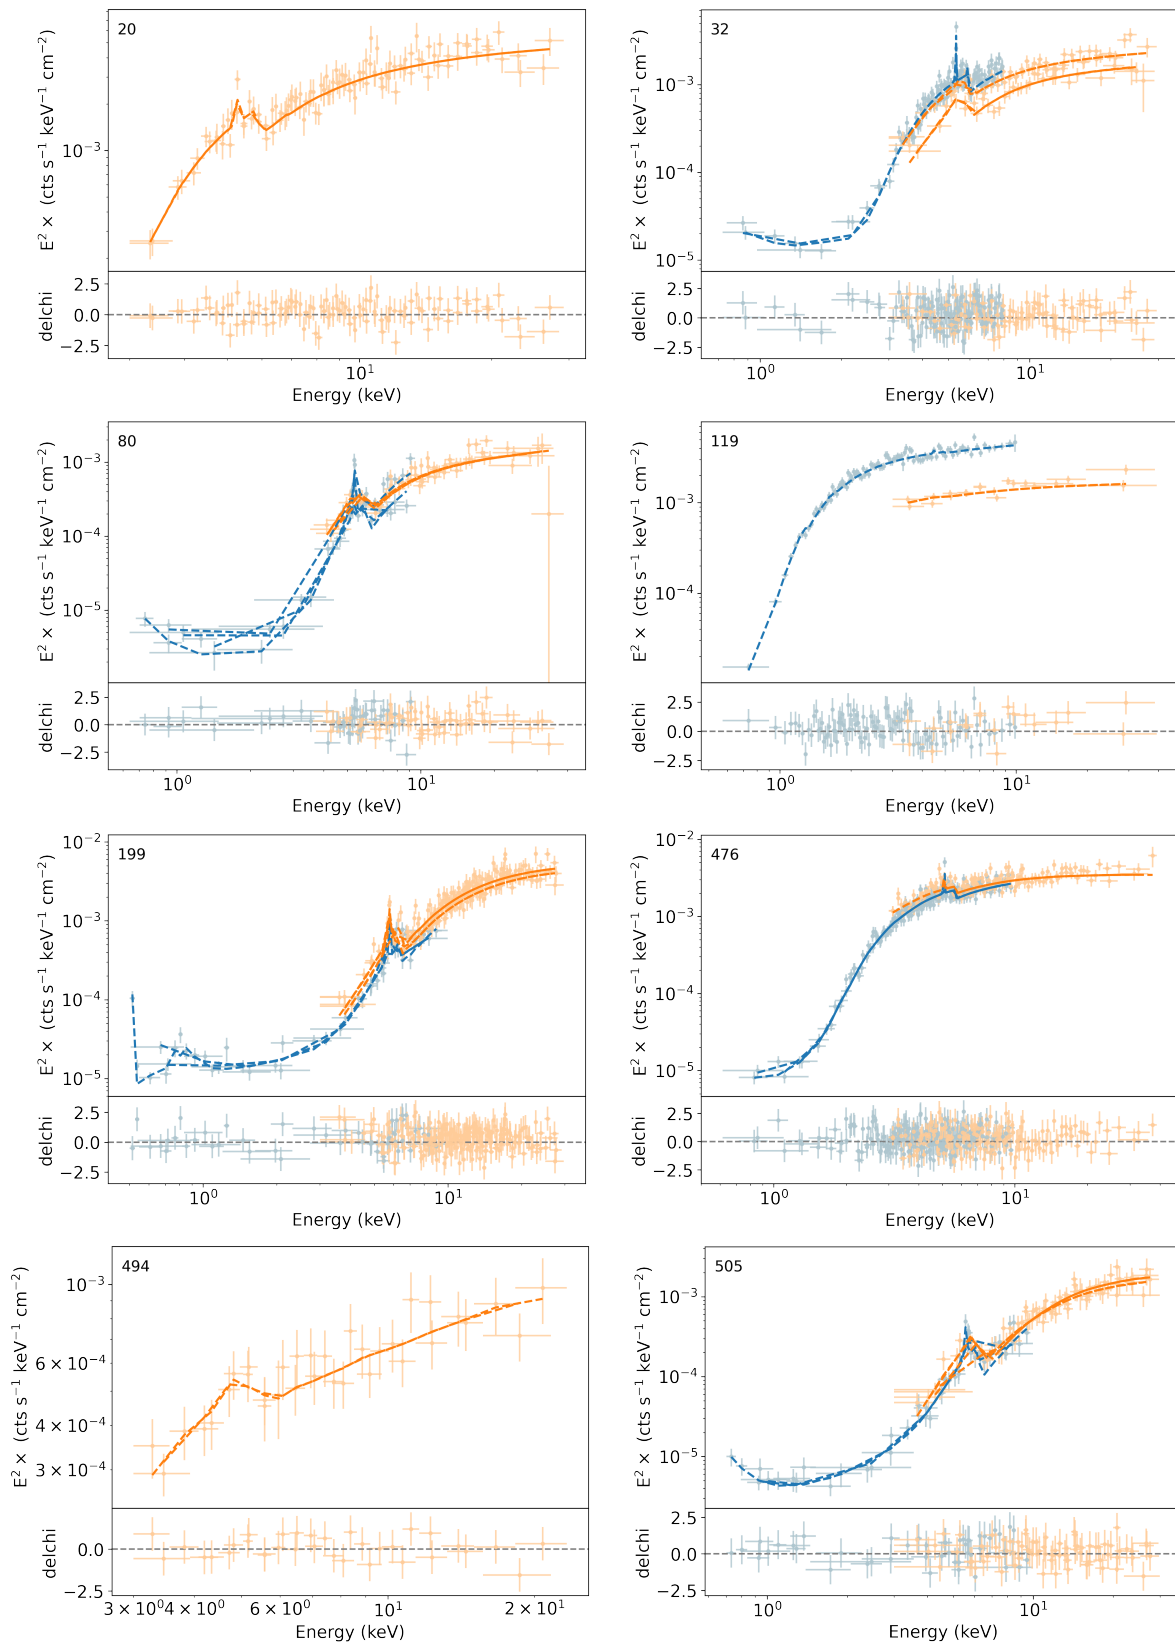 20
10⁻³
E² × (cts s⁻¹ keV⁻¹ cm⁻²)
2.5
0.0
−2.5
delchi
10¹
Energy (keV)
32
10⁻³
10⁻⁴
10⁻⁵
E² × (cts s⁻¹ keV⁻¹ cm⁻²)
2.5
0.0
−2.5
delchi
10⁰ 10¹
Energy (keV)
80
10⁻³
10⁻⁴
10⁻⁵
E² × (cts s⁻¹ keV⁻¹ cm⁻²)
2.5
0.0
−2.5
delchi
10⁰ 10¹
Energy (keV)
119
10⁻³
10⁻⁴
E² × (cts s⁻¹ keV⁻¹ cm⁻²)
2.5
0.0
−2.5
delchi
10⁰ 10¹
Energy (keV)
199
10⁻²
10⁻³
10⁻⁴
10⁻⁵
E² × (cts s⁻¹ keV⁻¹ cm⁻²)
2.5
0.0
−2.5
delchi
10⁰ 10¹
Energy (keV)
476
10⁻²
10⁻³
10⁻⁴
10⁻⁵
E² × (cts s⁻¹ keV⁻¹ cm⁻²)
2.5
0.0
−2.5
delchi
10⁰ 10¹
Energy (keV)
494
10⁻³
6 × 10⁻⁴
4 × 10⁻⁴
3 × 10⁻⁴
E² × (cts s⁻¹ keV⁻¹ cm⁻²)
0.0
−2.5
delchi
3 × 10⁰ 4 × 10⁰ 6 × 10⁰ 10¹ 2 × 10¹
Energy (keV)
505
10⁻³
10⁻⁴
10⁻⁵
E² × (cts s⁻¹ keV⁻¹ cm⁻²)
2.5
0.0
−2.5
delchi
10⁰ 10¹
Energy (keV)